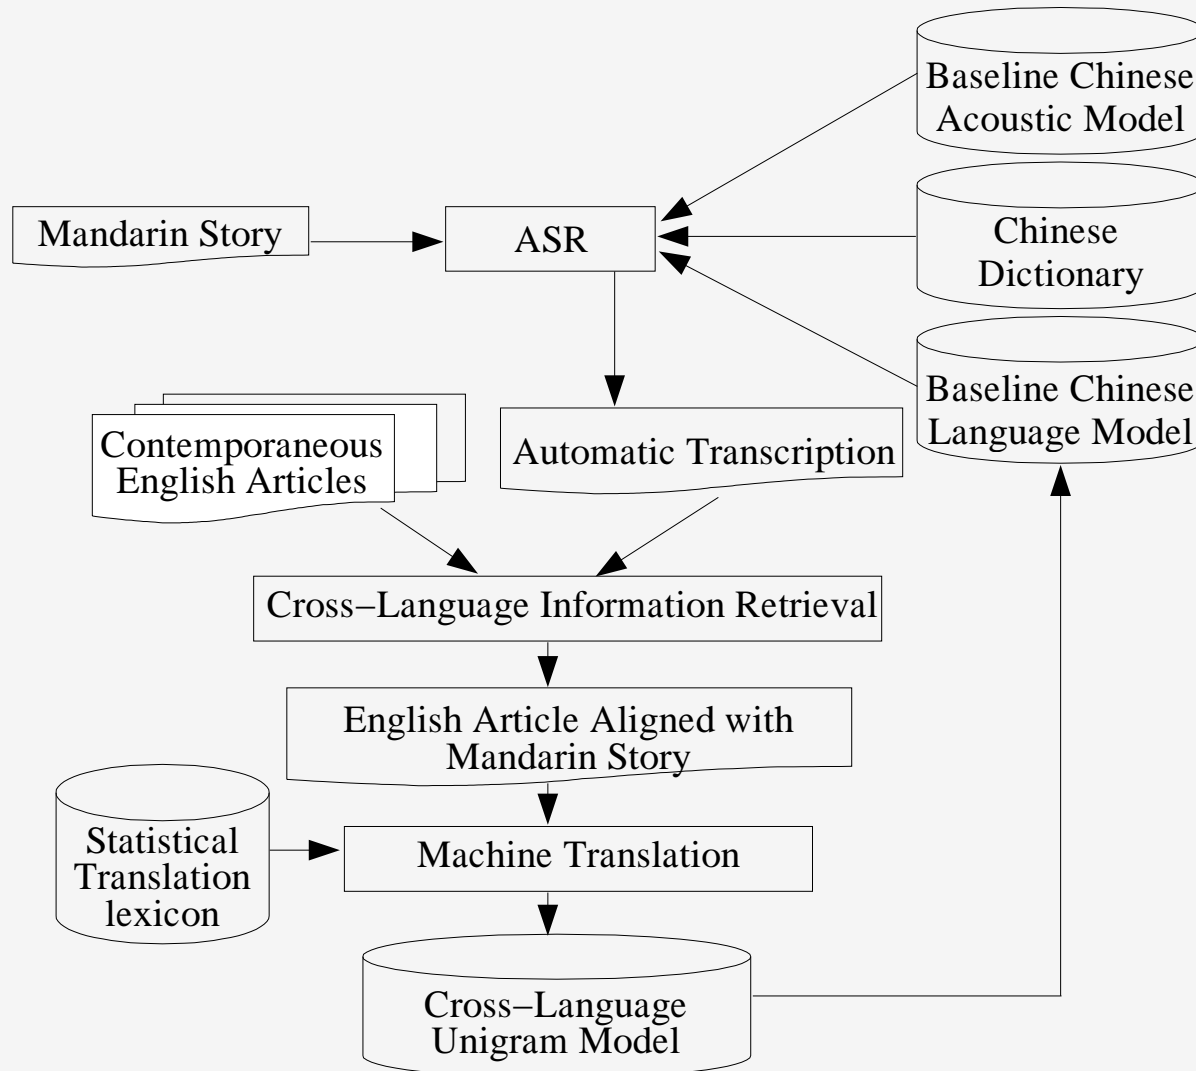 Baseline Chinese
Acoustic Model
Mandarin Story
ASR
Chinese
Dictionary
Baseline Chinese
Language Model
Contemporaneous
English Articles
Automatic Transcription
Cross−Language Information Retrieval
English Article Aligned with
Mandarin Story
Statistical
Translation
lexicon
Machine Translation
Cross−Language
Unigram Model